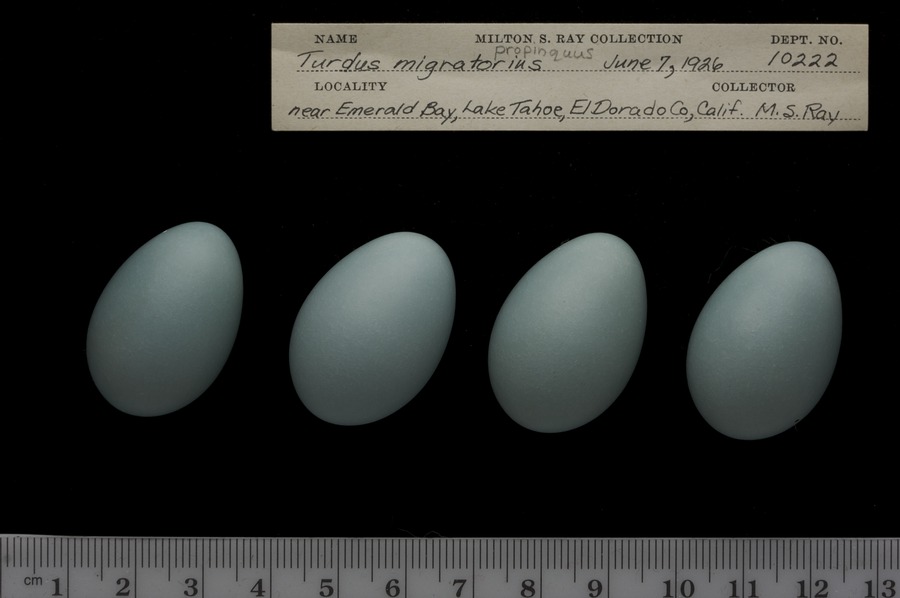 NAME MILTON S. RAY COLLECTION DEPT. NO.
propinquus
Turdus migratorius June 7, 1926 10222
LOCALITY COLLECTOR
near Emerald Bay, Lake Tahoe, El Dorado Co, Calif. M. S. Ray
cm 1 2 3 4 5 6 7 8 9 10 11 12 13